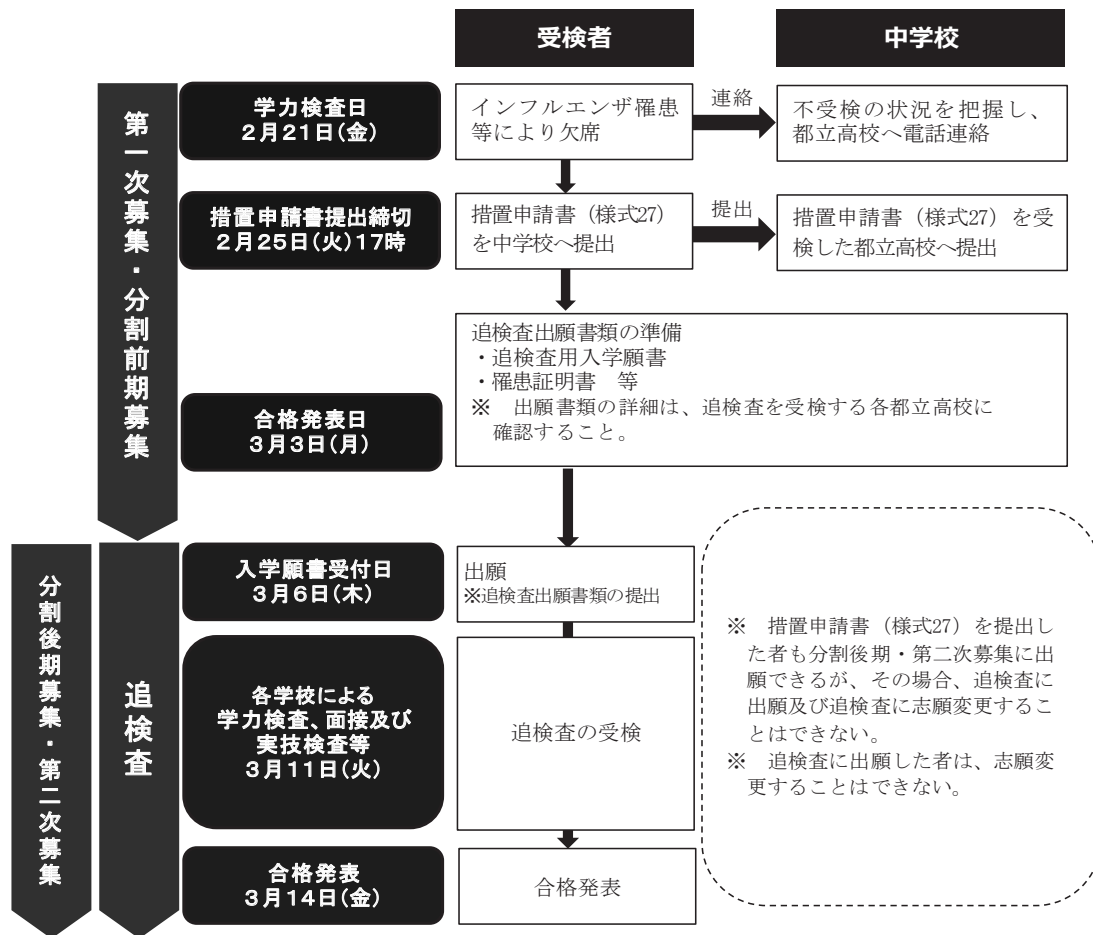 受検者
中学校
第一次募集・分割前期募集
学力検査日
2月21日(金)
インフルエンザ罹患
等により欠席
連絡
不受検の状況を把握し、
都立高校へ電話連絡
措置申請書提出締切
2月25日(火)17時
措置申請書（様式27）
を中学校へ提出
提出
措置申請書（様式27）を受
検した都立高校へ提出
追検査出願書類の準備
・追検査用入学願書
・罹患証明書　等
※　出願書類の詳細は、追検査を受検する各都立高校に
確認すること。
合格発表日
3月3日(月)
分割後期募集・第二次募集
追検査
入学願書受付日
3月6日(木)
出願
※追検査出願書類の提出
各学校による
学力検査、面接及び
実技検査等
3月11日(火)
追検査の受検
※　措置申請書（様式27）を提出し
た者も分割後期・第二次募集に出
願できるが、その場合、追検査に
出願及び追検査に志願変更するこ
とはできない。
※　追検査に出願した者は、志願変
更することはできない。
合格発表
3月14日(金)
合格発表